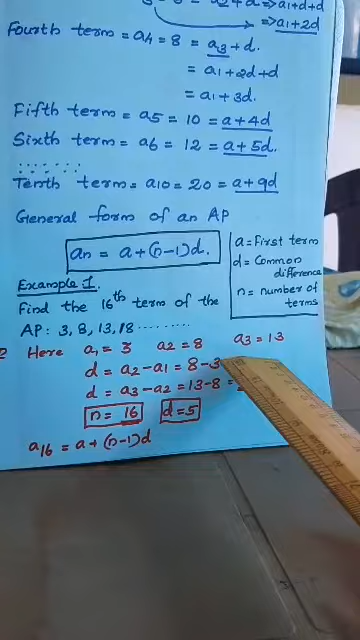 => a1+d+d
=> a1+2d
Fourth term = a4 = 8 = a3+d.
= a1+2d+d
= a1+3d.
Fifth term = a5 = 10 = a+4d
Sixth term = a6 = 12 = a+5d.
:::::::
Tenth term = a10 = 20 = a+9d
General form of an AP
an = a+(n-1)d.
a = First term
d = Common
difference
n = number of
terms
Example 1.
Find the 16th term of the
AP: 3, 8, 13, 18 .........
Here a1 = 3 a2 = 8 a3 = 13
d = a2-a1 = 8-3
d = a3-a2 = 13-8 =
n = 16 d = 5
a16 = a+(n-1)d